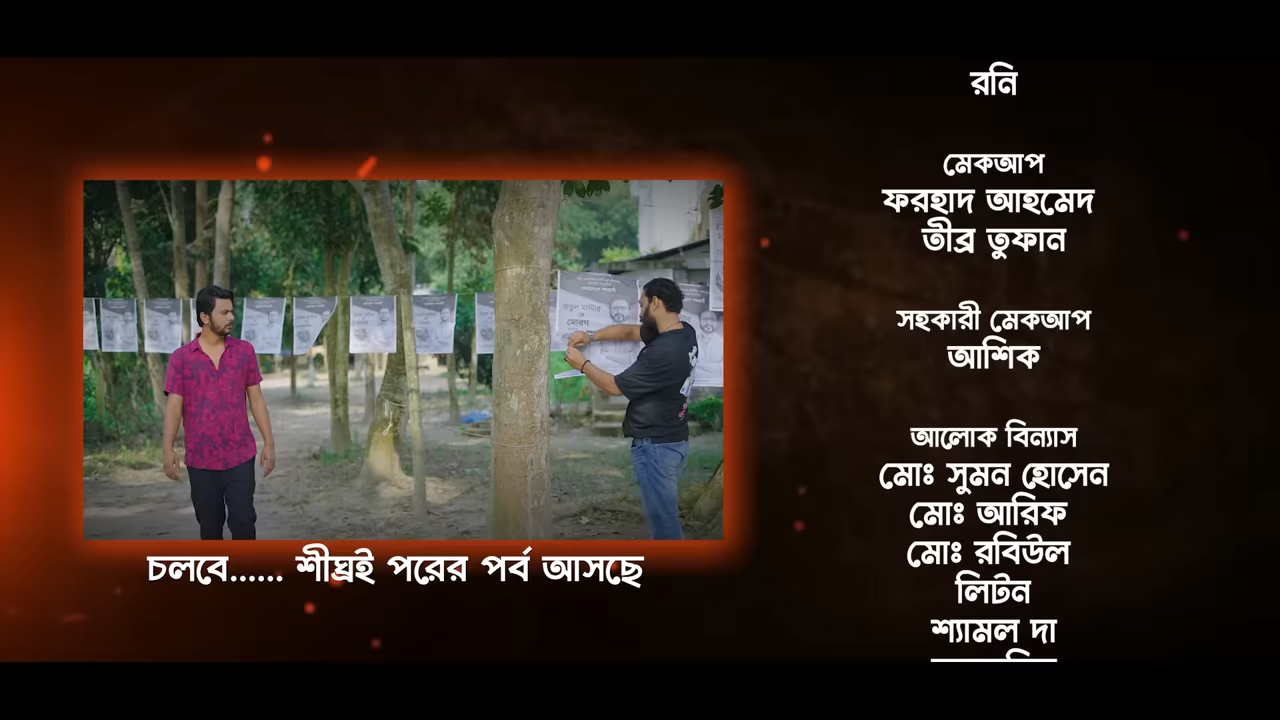 রনি
মেকআপ
ফরহাদ আহমেদ
তীব্র তুফান
সহকারী মেকআপ
আশিক
আলোক বিন্যাস
মোঃ সুমন হোসেন
মোঃ আরিফ
মোঃ রবিউল
লিটন
শ্যামল দা
চলবে...... শীঘ্রই পরের পর্ব আসছে